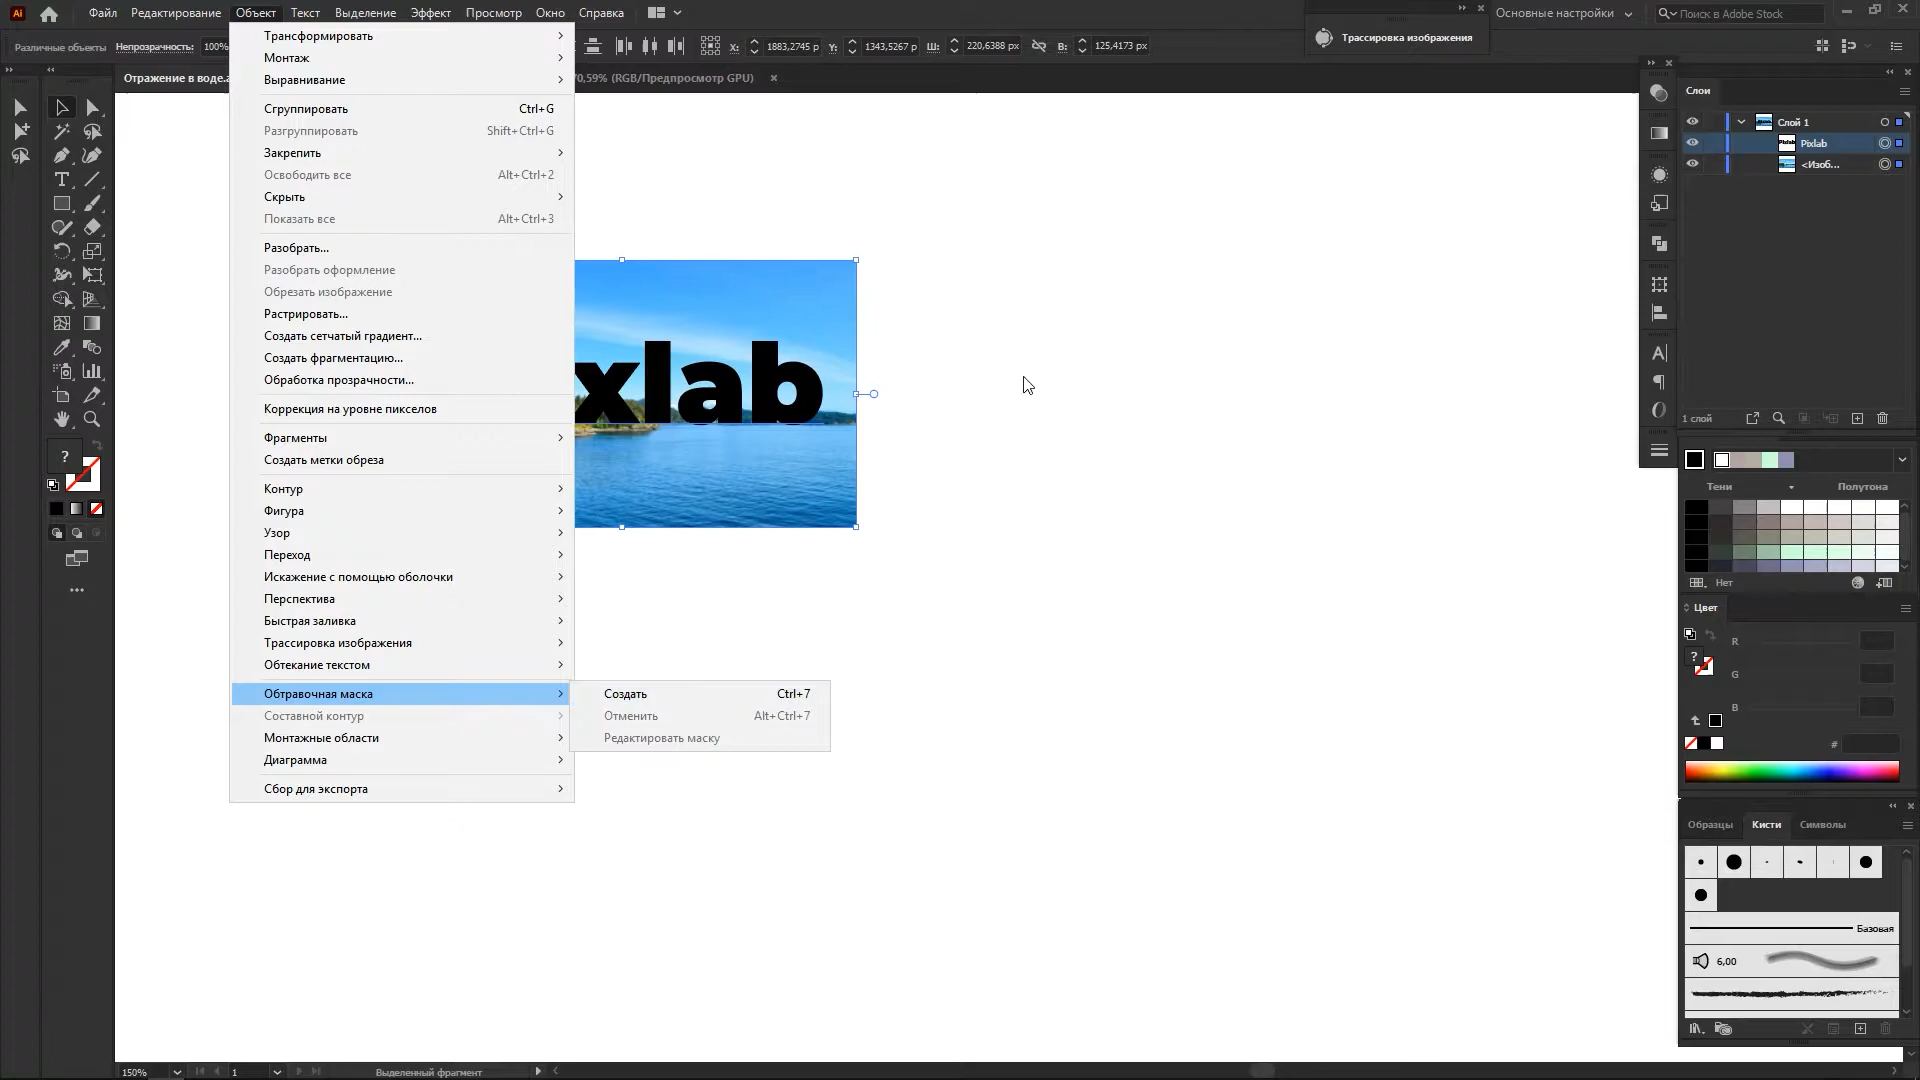 Ai
Файл Редактирование Объект Текст Выделение Эффект Просмотр Окно Справка
Основные настройки
Поиск в Adobe Stock
Различные объекты Непрозрачность: 100%
X: 1883,2745 p Y: 1343,5267 p Ш: 220,6388 px В: 125,4173 px
Трассировка изображения
Отражение в воде.a
70,59% (RGB/Предпросмотр GPU)
Трансформировать
Монтаж
Выравнивание
Сгруппировать Ctrl+G
Разгруппировать Shift+Ctrl+G
Закрепить
Освободить все Alt+Ctrl+2
Скрыть
Показать все Alt+Ctrl+3
Разобрать...
Разобрать оформление
Обрезать изображение
Растрировать...
Создать сетчатый градиент...
Создать фрагментацию...
Обработка прозрачности...
Коррекция на уровне пикселов
Фрагменты
Создать метки обреза
Контур
Фигура
Узор
Переход
Искажение с помощью оболочки
Перспектива
Быстрая заливка
Трассировка изображения
Обтекание текстом
Обтравочная маска
Составной контур
Монтажные области
Диаграмма
Сбор для экспорта
Создать Ctrl+7
Отменить Alt+Ctrl+7
Редактировать маску
xlab
Слои
Слой 1
Pixlab
<Изоб...
1 слой
Тени Полутона
Нет
Цвет
R
G
B
#
Образцы Кисти Символы
Базовая
6,00
150% 1 Выделенный фрагмент